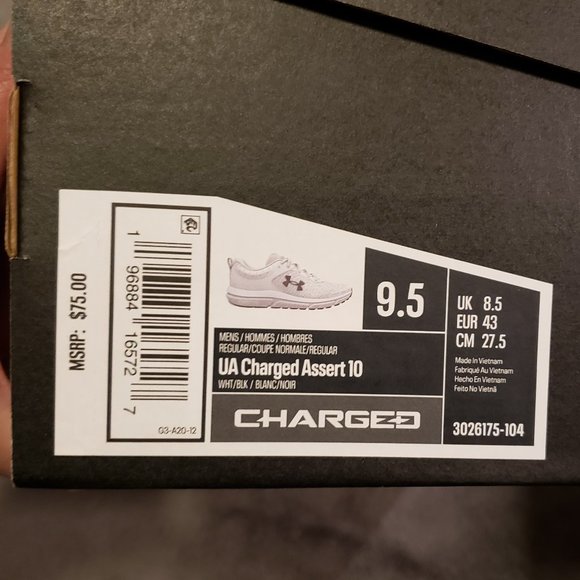 MSRP: $75.00
1 96884 16572 7
03-A20-12
9.5
MENS / HOMMES / HOMBRES
REGULAR/COUPE NORMALE/REGULAR
UA Charged Assert 10
WHT/BLK / BLANC/NOIR
CHARGED
UK 8.5
EUR 43
CM 27.5
Made in Vietnam
Fabriqué Au Vietnam
Hecho En Vietnam
Feito No Vietnã
3026175-104